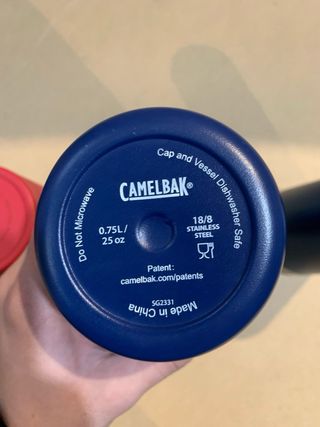 Cap and Vessel Dishwasher Safe
Do Not Microwave
CAMELBAK®
0.75L /
25 oz
18/8
STAINLESS
STEEL
Patent:
camelbak.com/patents
SG2331
Made in China